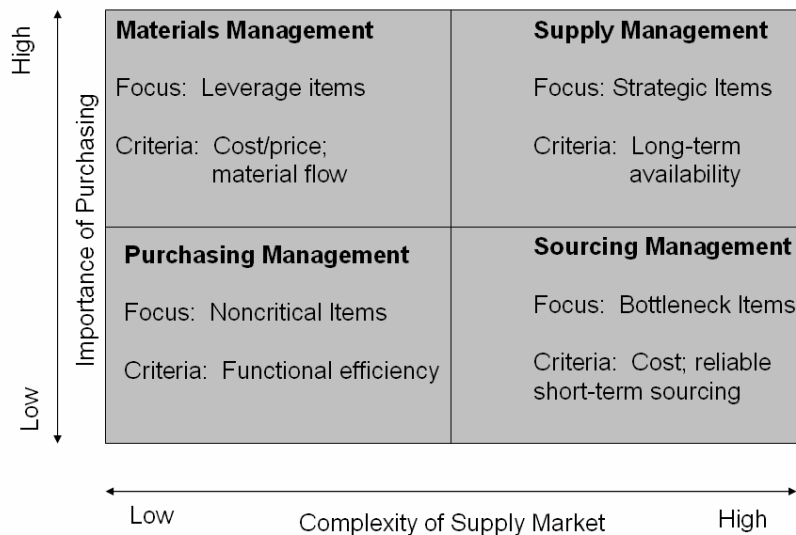 High
Importance of Purchasing
Low
Materials Management
Focus: Leverage items
Criteria: Cost/price;
material flow
Supply Management
Focus: Strategic Items
Criteria: Long-term
availability
Purchasing Management
Focus: Noncritical Items
Criteria: Functional efficiency
Sourcing Management
Focus: Bottleneck Items
Criteria: Cost; reliable
short-term sourcing
Low
Complexity of Supply Market
High